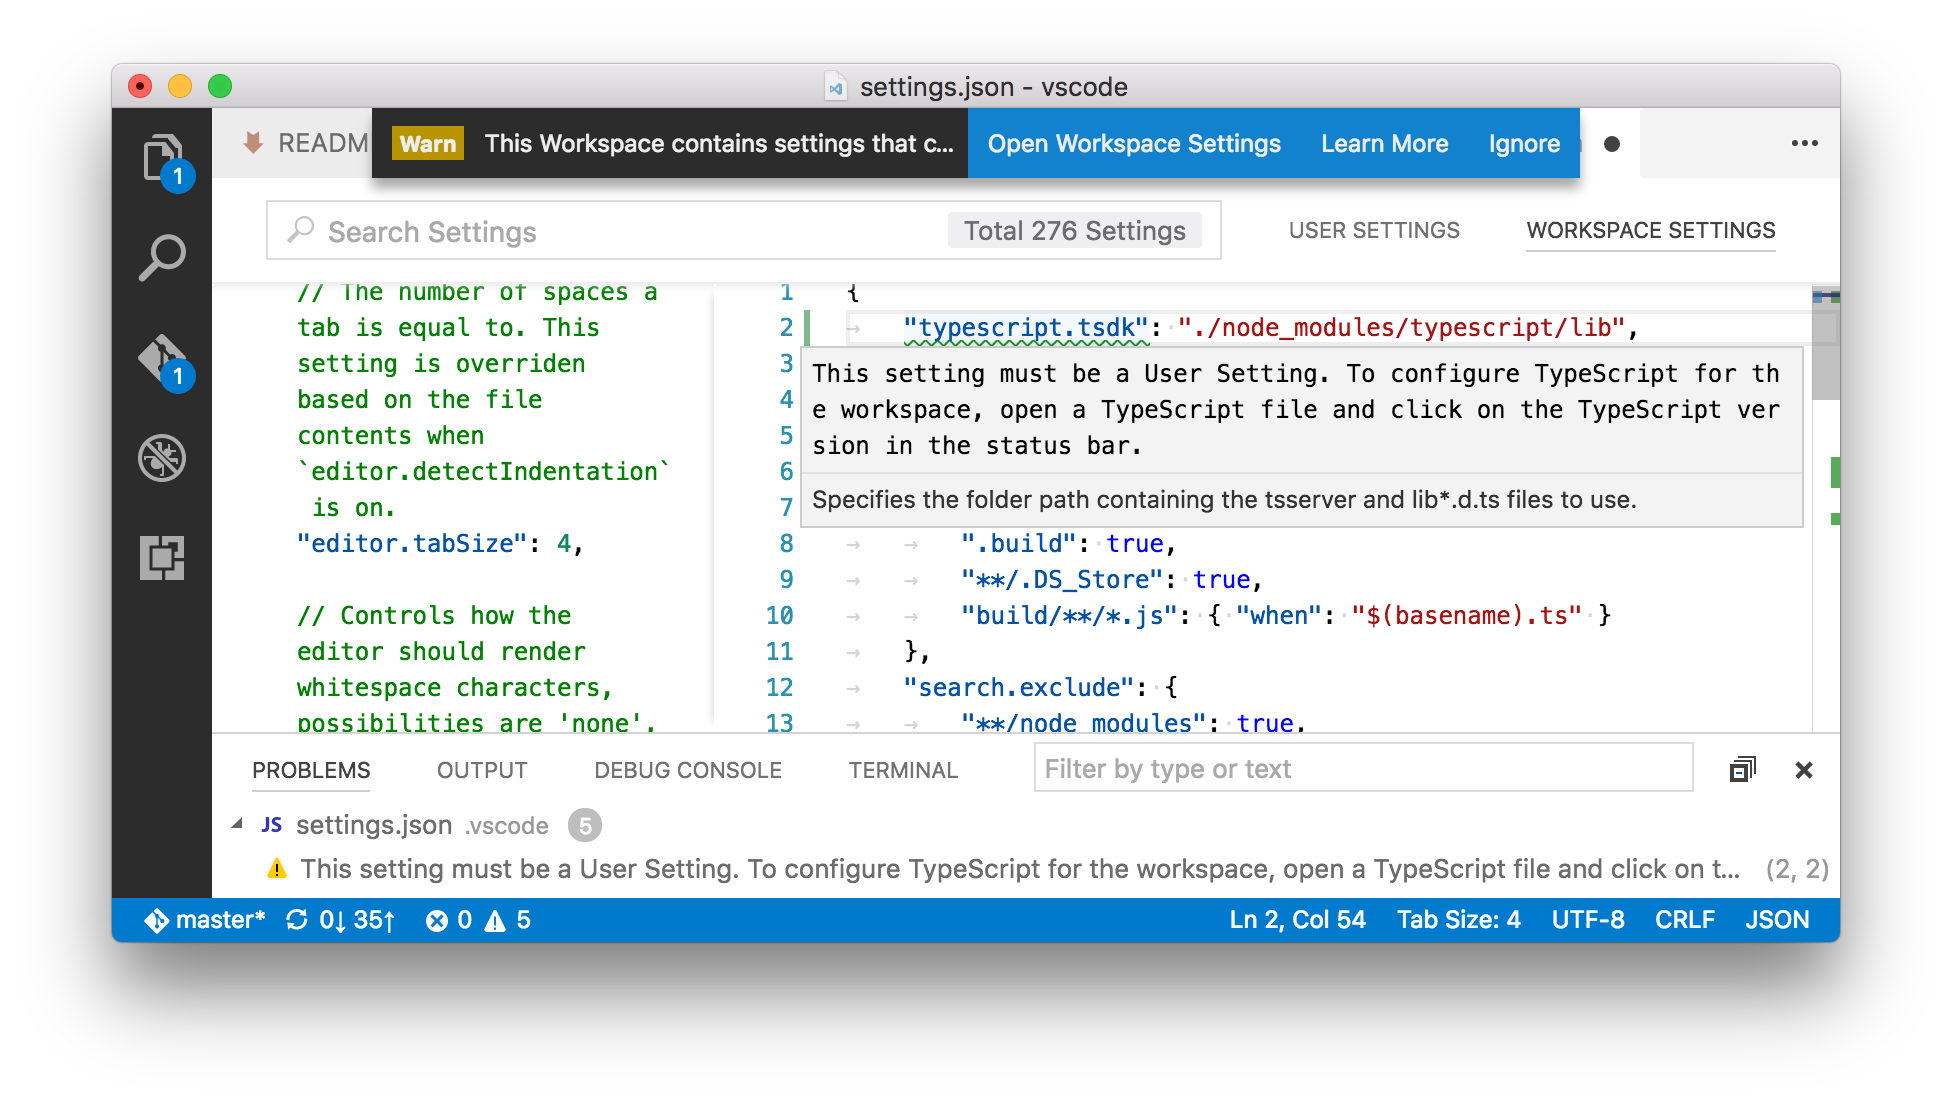 settings.json - vscode
READM
Warn This Workspace contains settings that c... Open Workspace Settings Learn More Ignore
1
Search Settings Total 276 Settings USER SETTINGS WORKSPACE SETTINGS
// The number of spaces a
tab is equal to. This
setting is overriden
based on the file
contents when
`editor.detectIndentation`
is on.
"editor.tabSize": 4,
// Controls how the
editor should render
whitespace characters,
possibilities are 'none',
1 {
2 "typescript.tsdk": "./node_modules/typescript/lib",
3
4
5
6
7
This setting must be a User Setting. To configure TypeScript for th
e workspace, open a TypeScript file and click on the TypeScript ver
sion in the status bar.
Specifies the folder path containing the tsserver and lib*.d.ts files to use.
8 ".build": true,
9 "**/.DS_Store": true,
10 "build/**/*.js": { "when": "$(basename).ts" }
11 },
12 "search.exclude": {
13 "**/node_modules": true,
1
PROBLEMS OUTPUT DEBUG CONSOLE TERMINAL Filter by type or text
JS settings.json .vscode 5
This setting must be a User Setting. To configure TypeScript for the workspace, open a TypeScript file and click on t... (2, 2)
master* 0↓ 35↑ 0 5 Ln 2, Col 54 Tab Size: 4 UTF-8 CRLF JSON